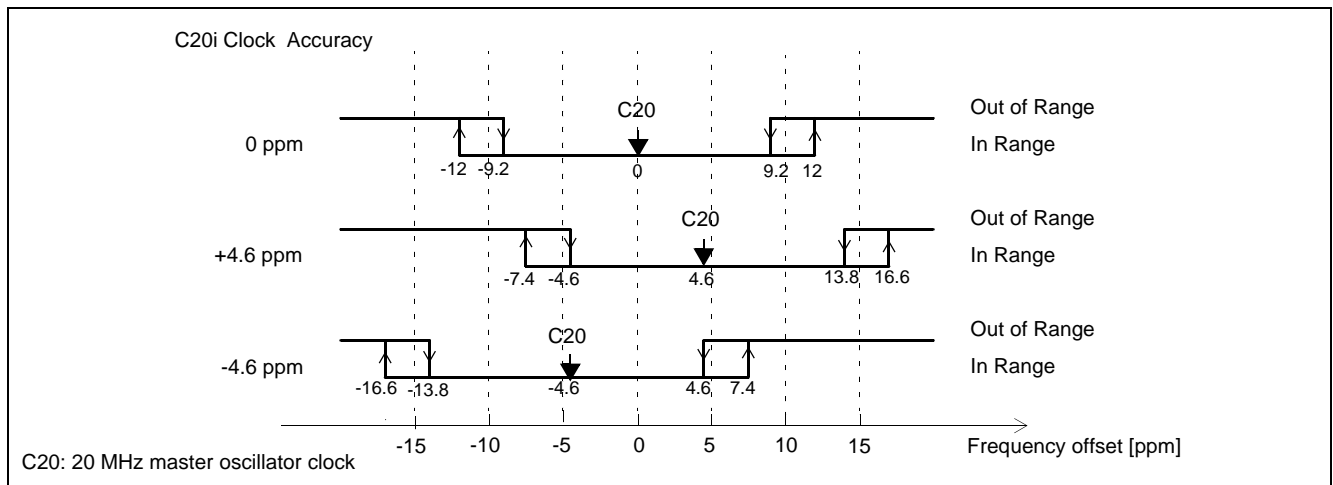 C20i Clock Accuracy
C20
Out of Range
0 ppm
In Range
-12 -9.2 0 9.2 12
C20
Out of Range
+4.6 ppm
In Range
-7.4 -4.6 4.6 13.8 16.6
C20
Out of Range
-4.6 ppm
In Range
-16.6 -13.8 -4.6 4.6 7.4
-15 -10 -5 0 5 10 15
Frequency offset [ppm]
C20: 20 MHz master oscillator clock